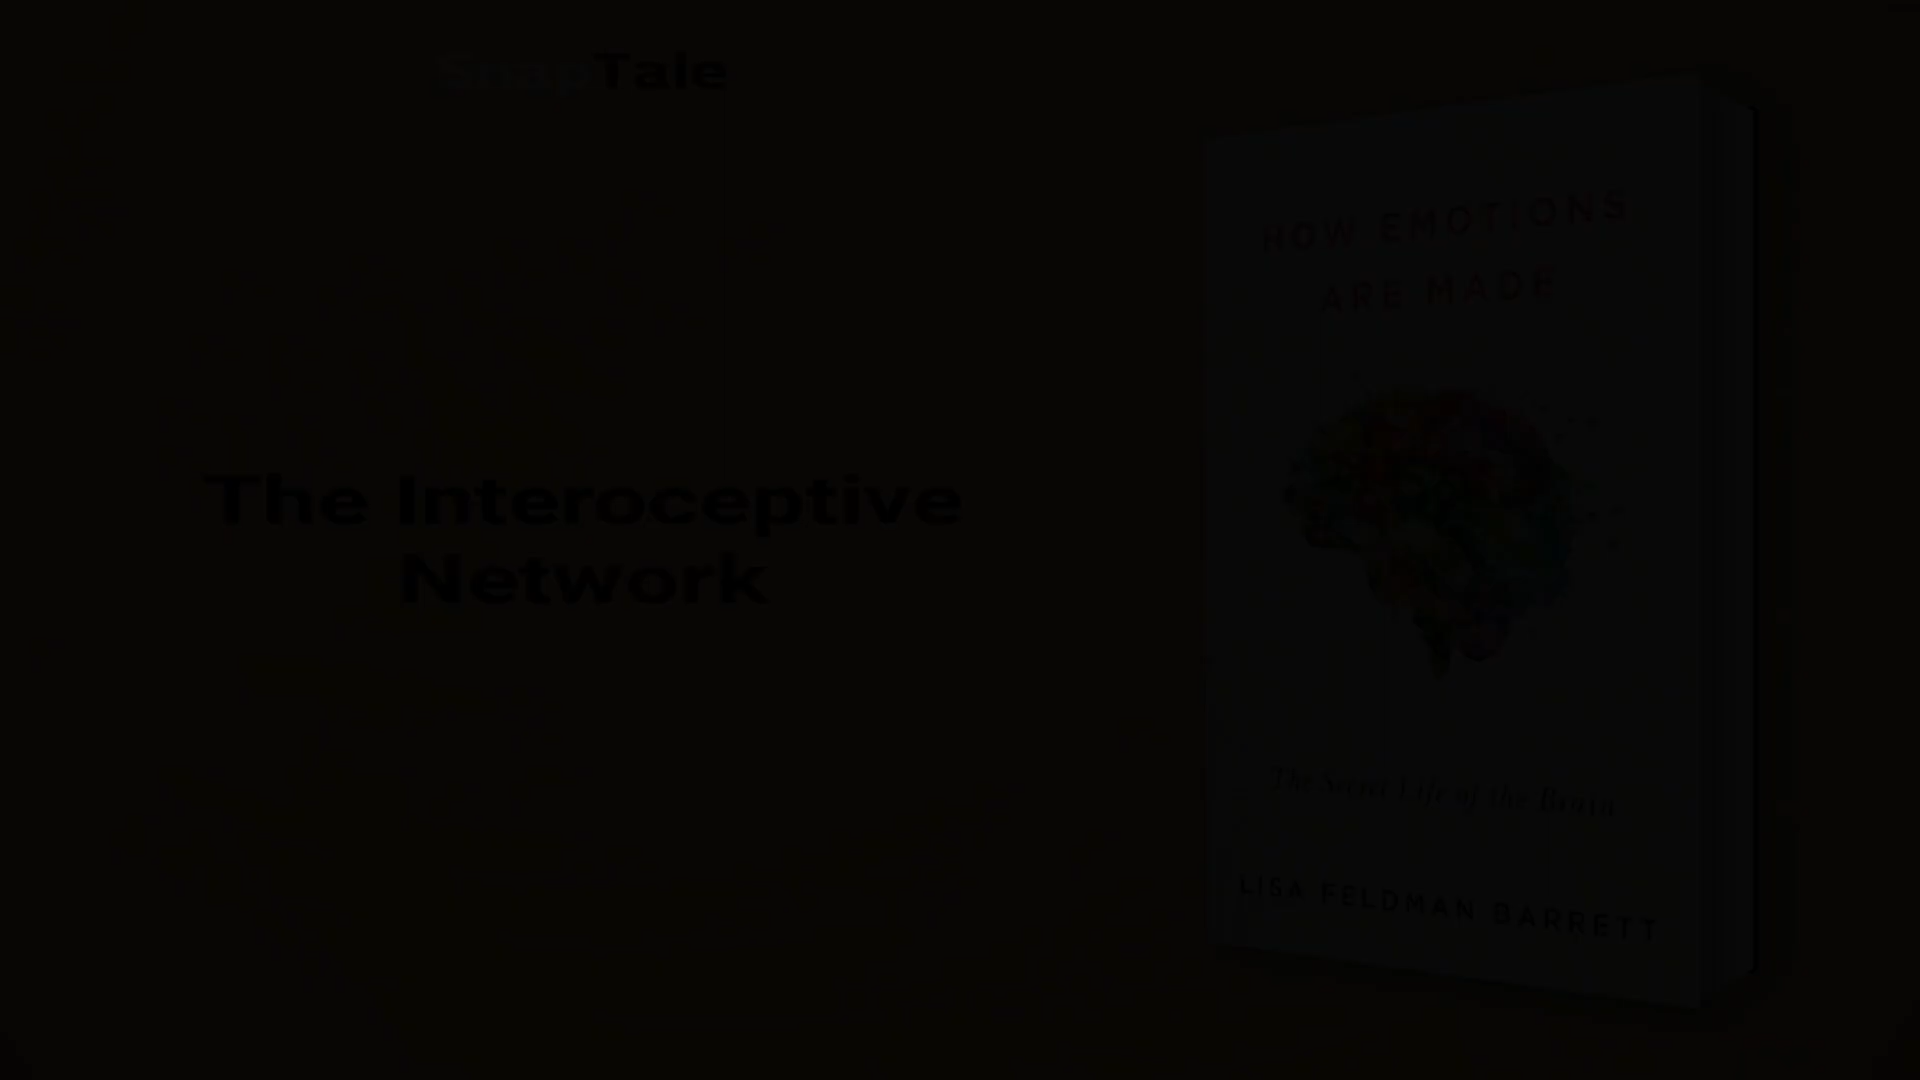 SnapTale
The Interoceptive
Network
HOW EMOTIONS
ARE MADE
The Secret Life of the Brain
LISA FELDMAN BARRETT